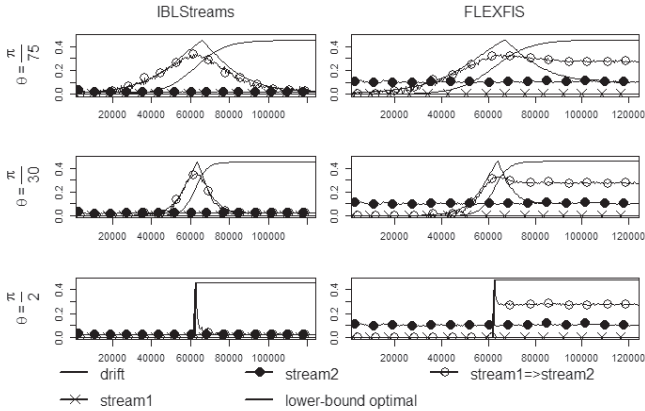 IBLStreams FLEXFIS
θ = π/75
0.0 0.2 0.4
0.0 0.2 0.4
20000 40000 60000 80000 100000
20000 40000 60000 80000 100000 120000
θ = π/30
0.0 0.2 0.4
0.0 0.2 0.4
20000 40000 60000 80000 100000
20000 40000 60000 80000 100000 120000
θ = π/2
0.0 0.2 0.4
0.0 0.2 0.4
20000 40000 60000 80000 100000
20000 40000 60000 80000 100000 120000
drift stream2 stream1=>stream2
stream1 lower-bound optimal